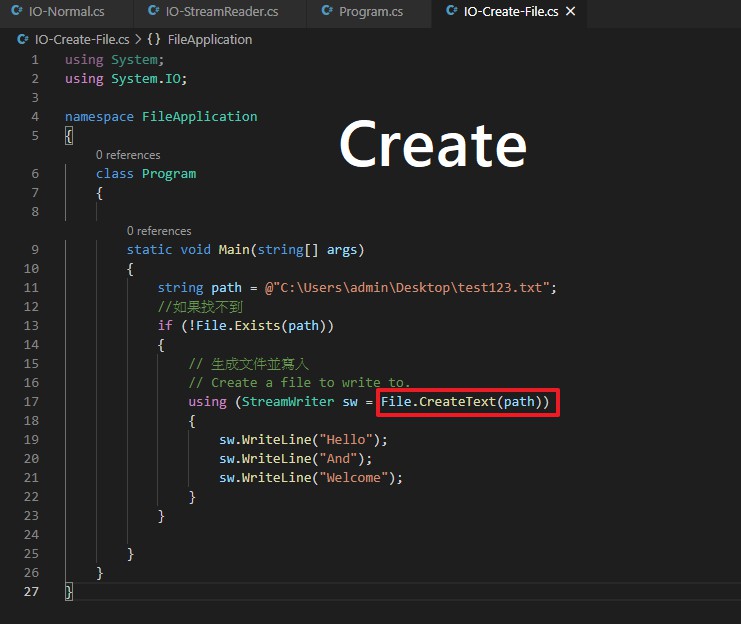 IO-Normal.cs IO-StreamReader.cs Program.cs IO-Create-File.cs
IO-Create-File.cs > {} FileApplication
1 using System;
2 using System.IO;
3
4 namespace FileApplication
5 {
Create
0 references
6 class Program
7 {
8
0 references
9 static void Main(string[] args)
10 {
11 string path = @"C:\Users\admin\Desktop\test123.txt";
12 //如果找不到
13 if (!File.Exists(path))
14 {
15 // 生成文件並寫入
16 // Create a file to write to.
17 using (StreamWriter sw = File.CreateText(path))
18 {
19 sw.WriteLine("Hello");
20 sw.WriteLine("And");
21 sw.WriteLine("Welcome");
22 }
23 }
24
25 }
26 }
27 }